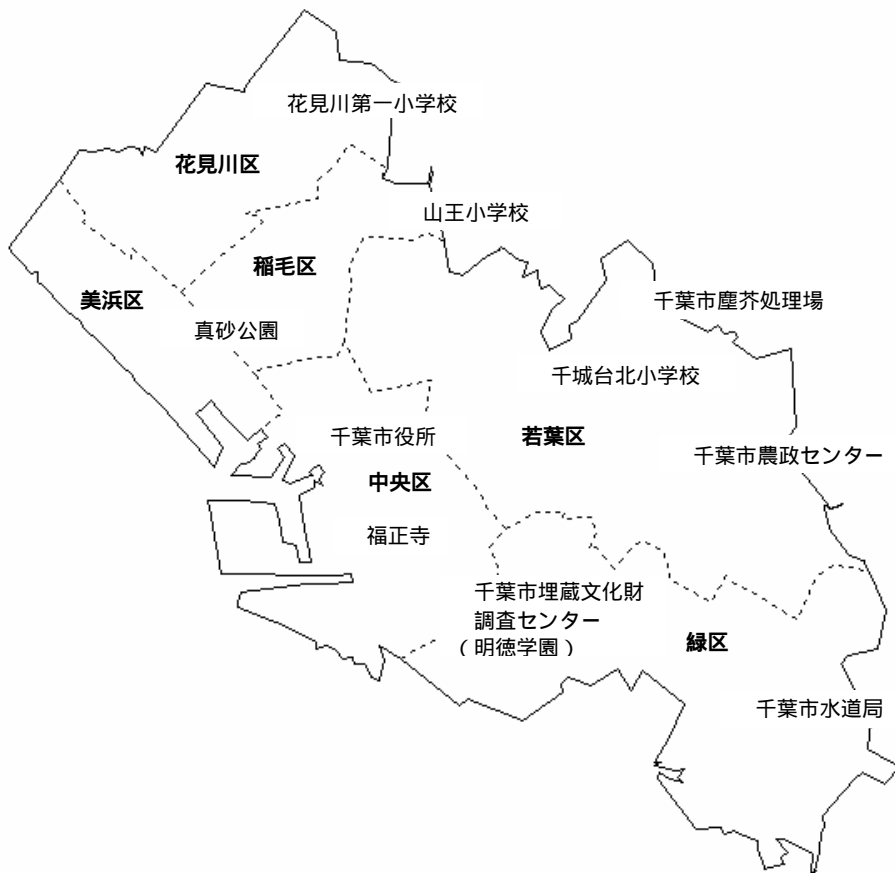 花見川第一小学校
花見川区
山王小学校
稲毛区
美浜区
千葉市塵芥処理場
真砂公園
千城台北小学校
千葉市役所
若葉区
千葉市農政センター
中央区
福正寺
千葉市埋蔵文化財
調査センター
（明徳学園）
緑区
千葉市水道局